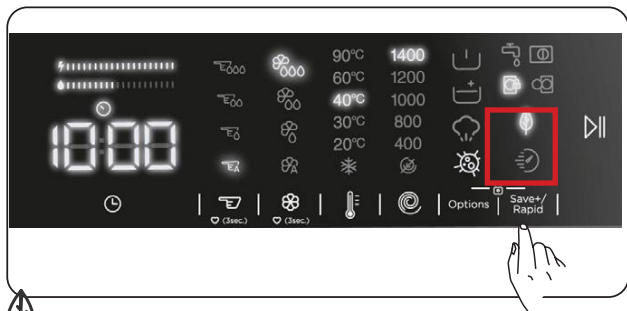 90°C 1400
60°C 1200
40°C 1000
30°C 800
20°C 400
10:00
A A
(3sec.) (3sec.) Options Save+/
Rapid